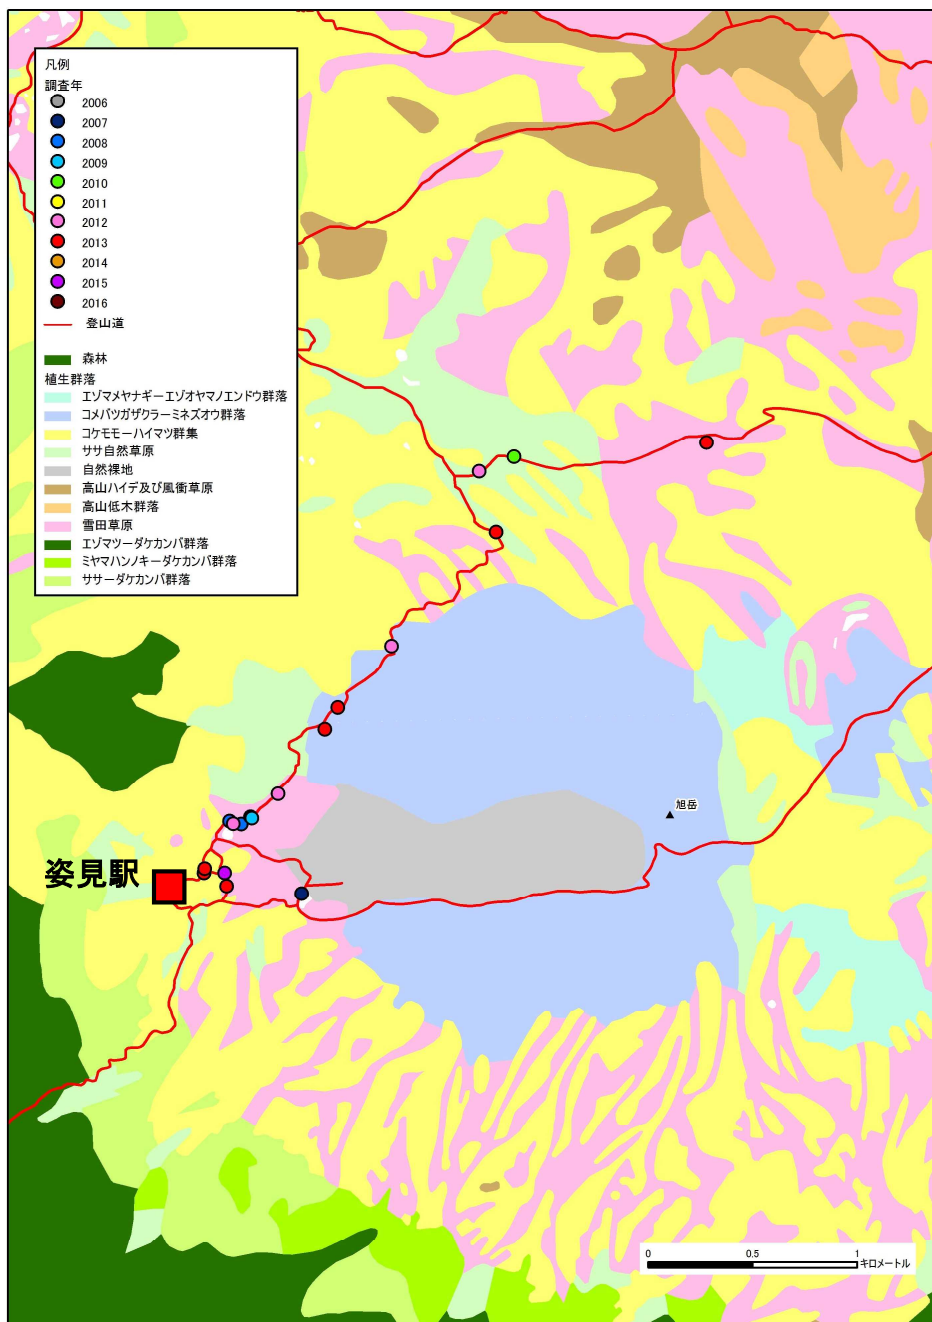 凡例
調査年
2006
2007
2008
2009
2010
2011
2012
2013
2014
2015
2016
登山道
森林
植生群落
エゾマメヤナギーエゾオヤマノエンドウ群落
コメバツガザクラーミネズオウ群落
コケモモーハイマツ群集
ササ自然草原
自然裸地
高山ハイデ及び風衝草原
高山低木群落
雪田草原
エゾマツーダケカンバ群落
ミヤマハンノキーダケカンバ群落
ササーダケカンバ群落
旭岳
姿見駅
0 0.5 1
キロメートル